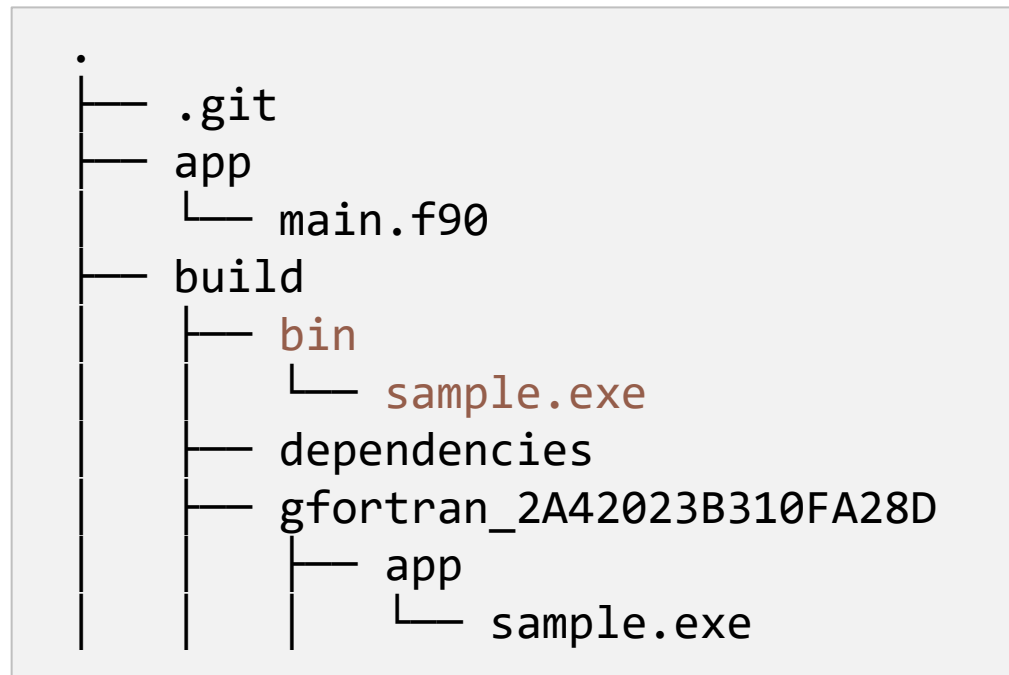 .
├── .git
├── app
│   └── main.f90
├── build
│   ├── bin
│   │   └── sample.exe
│   ├── dependencies
│   ├── gfortran_2A42023B310FA28D
│   │   ├── app
│   │   │   └── sample.exe